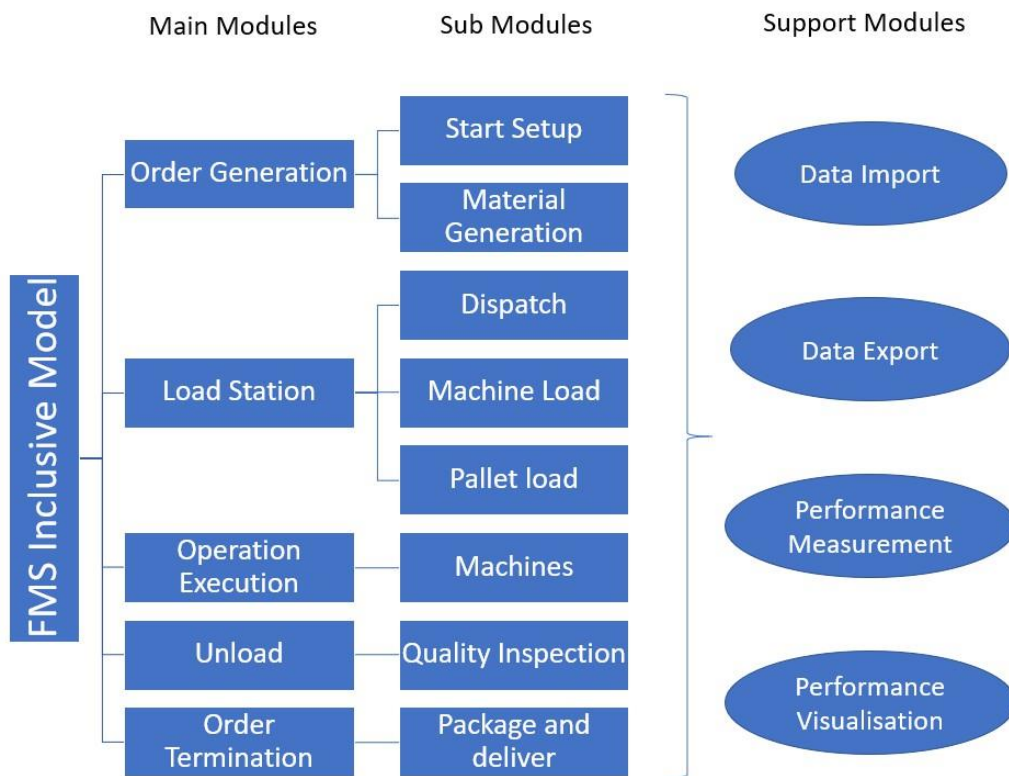 Main Modules
Sub Modules
Support Modules
FMS Inclusive Model
Order Generation
Start Setup
Material
Generation
Load Station
Dispatch
Machine Load
Pallet load
Operation
Execution
Machines
Unload
Quality Inspection
Order
Termination
Package and
deliver
Data Import
Data Export
Performance
Measurement
Performance
Visualisation